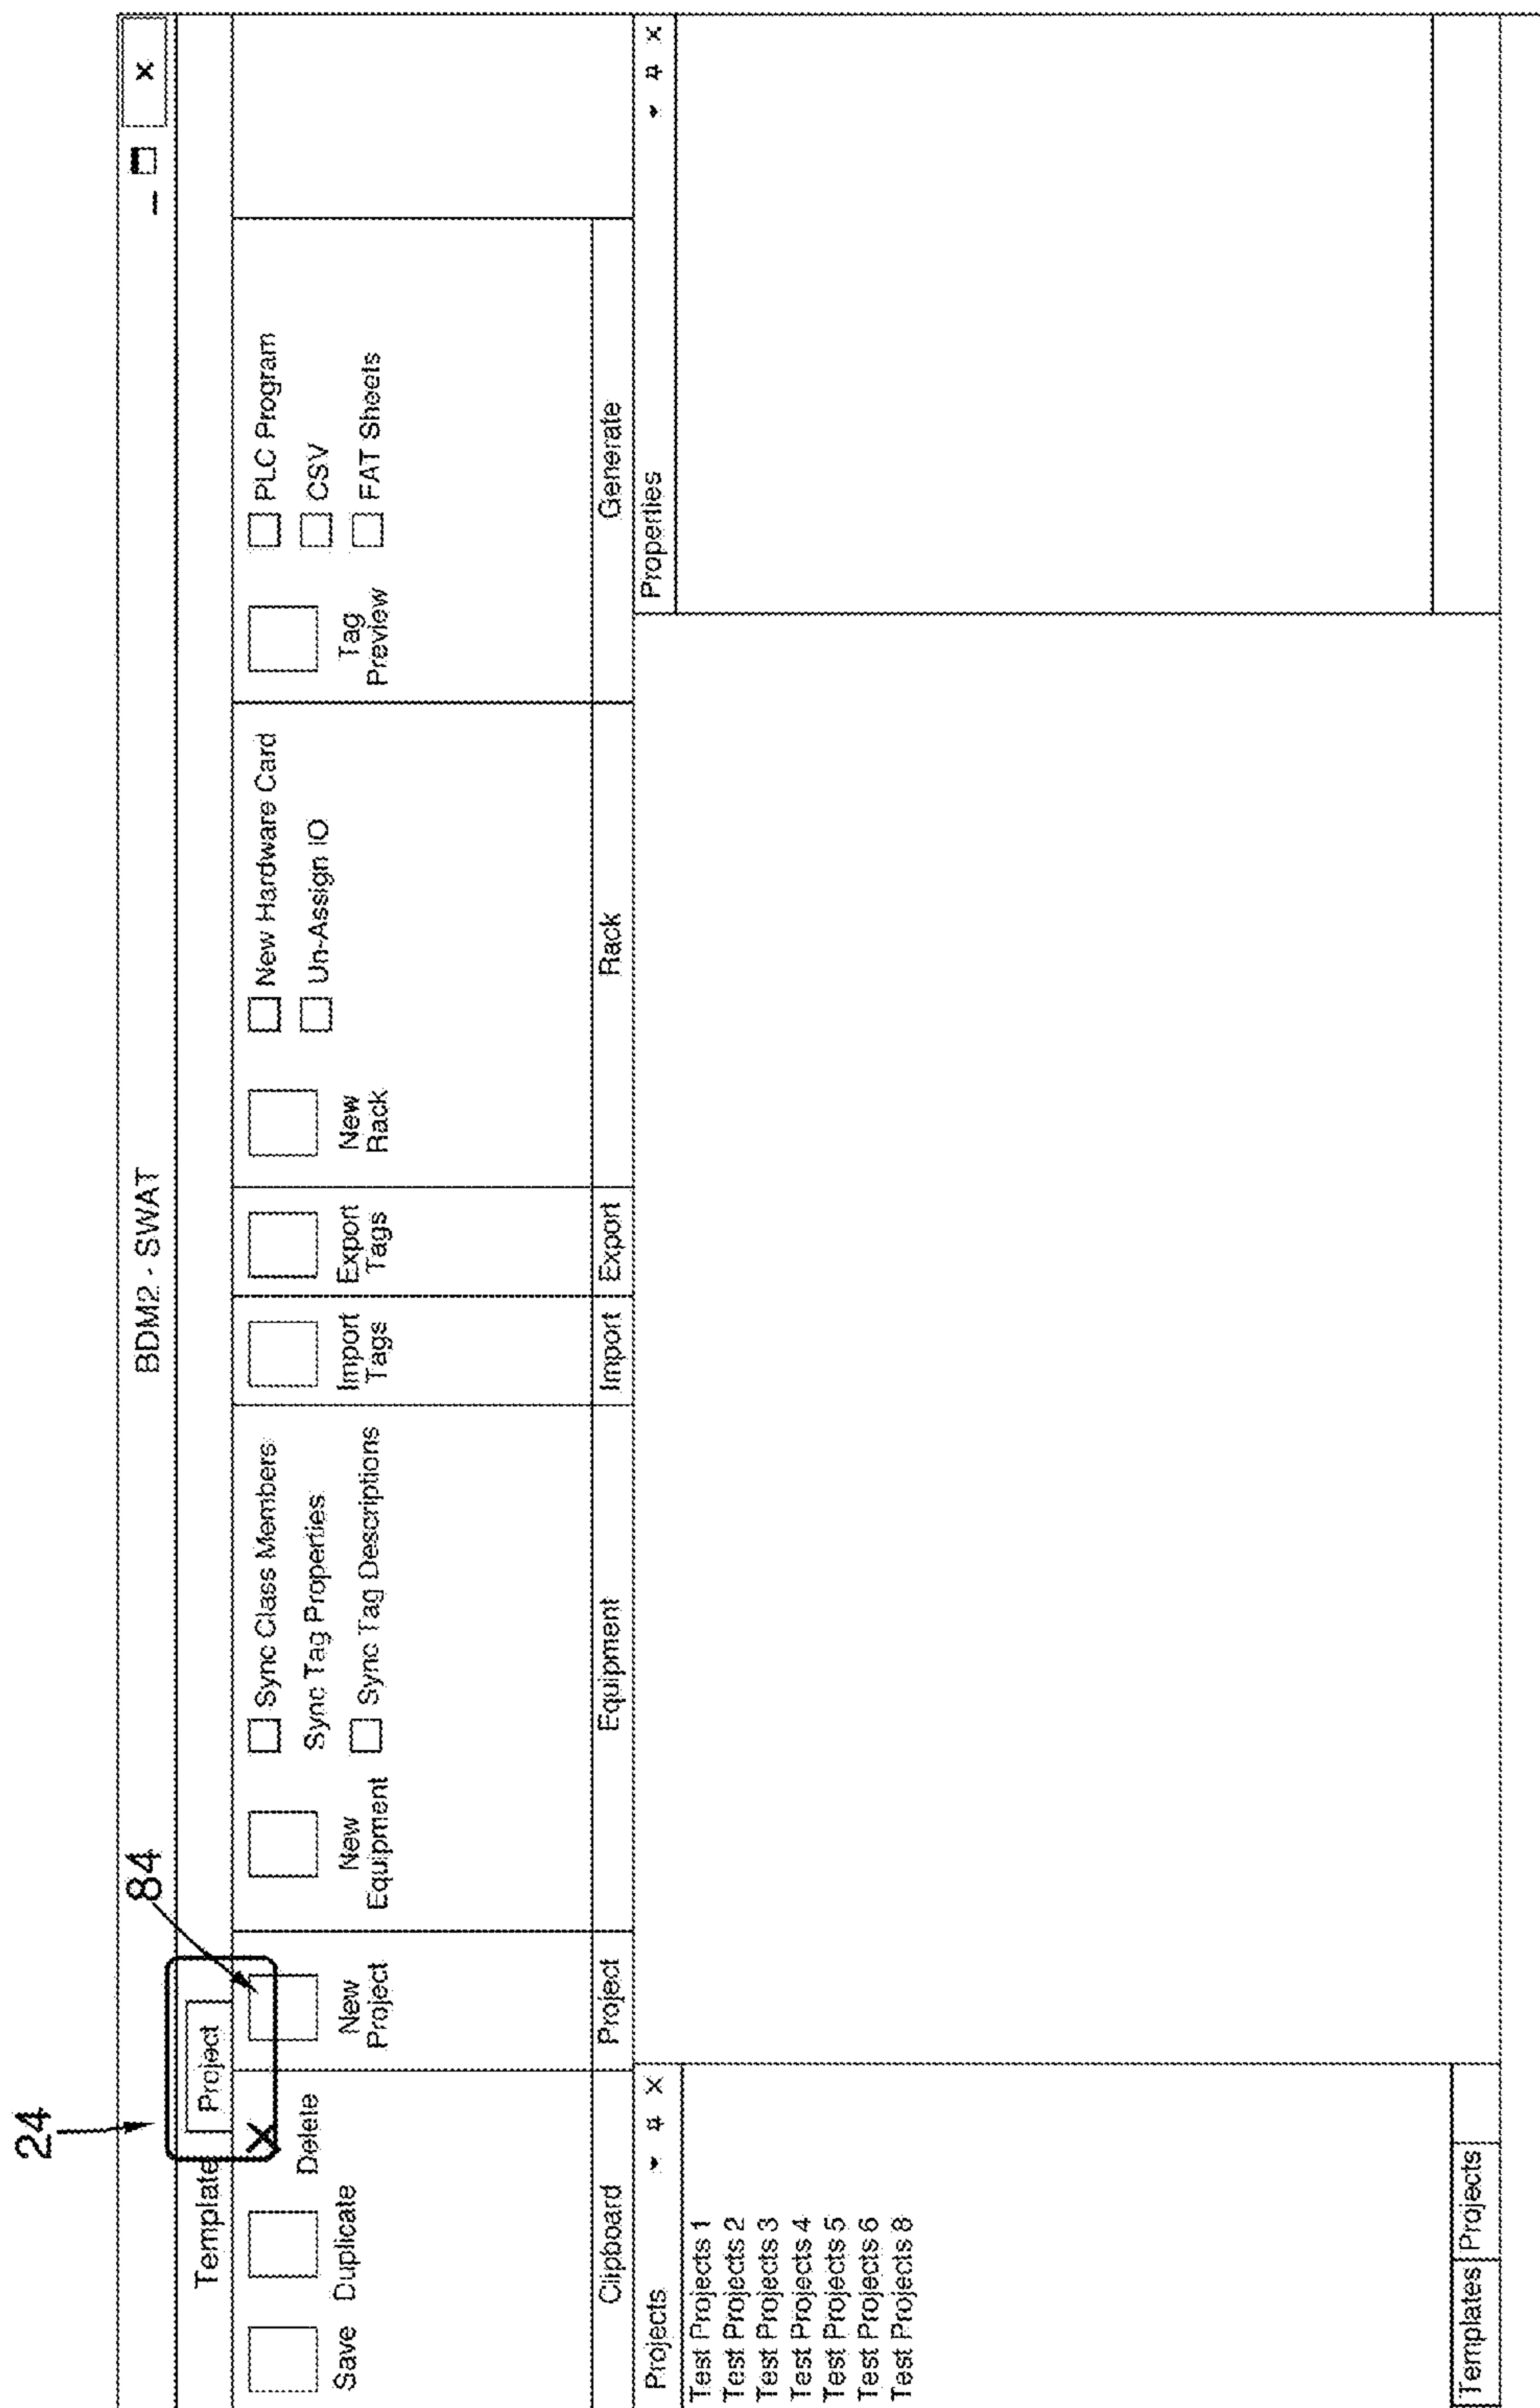 24
84
BDM2 - SWAT
_ X
Template Project
Save Duplicate
X
Delete
Clipboard
New
Project
Project
New
Equipment
Sync Class Members
Sync Tag Properties
Sync Tag Descriptions
Equipment
Import
Tags
Import
Export
Tags
Export
New
Rack
New Hardware Card
Un-Assign IO
Rack
Tag
Preview
PLC Program
CSV
FAT Sheets
Generate
Projects X
Test Projects 1
Test Projects 2
Test Projects 3
Test Projects 4
Test Projects 5
Test Projects 6
Test Projects 8
Templates Projects
Properties X